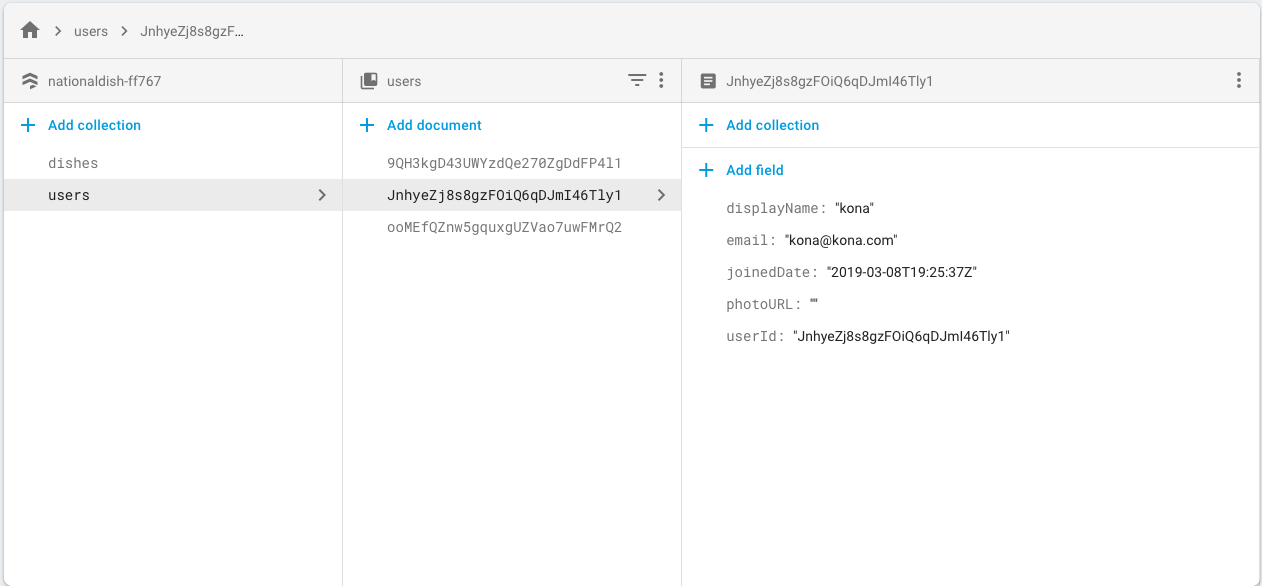 users
JnhyeZj8s8gzF…
nationaldish-ff767
Add collection
dishes
users
users
Add document
9QH3kgD43UWYzdQe270ZgDdFP4l1
JnhyeZj8s8gzFOiQ6qDJmI46Tly1
ooMEfQZnw5gquxgUZVao7uwFMrQ2
JnhyeZj8s8gzFOiQ6qDJmI46Tly1
Add collection
Add field
displayName: "kona"
email: "kona@kona.com"
joinedDate: "2019-03-08T19:25:37Z"
photoURL: ""
userId: "JnhyeZj8s8gzFOiQ6qDJmI46Tly1"